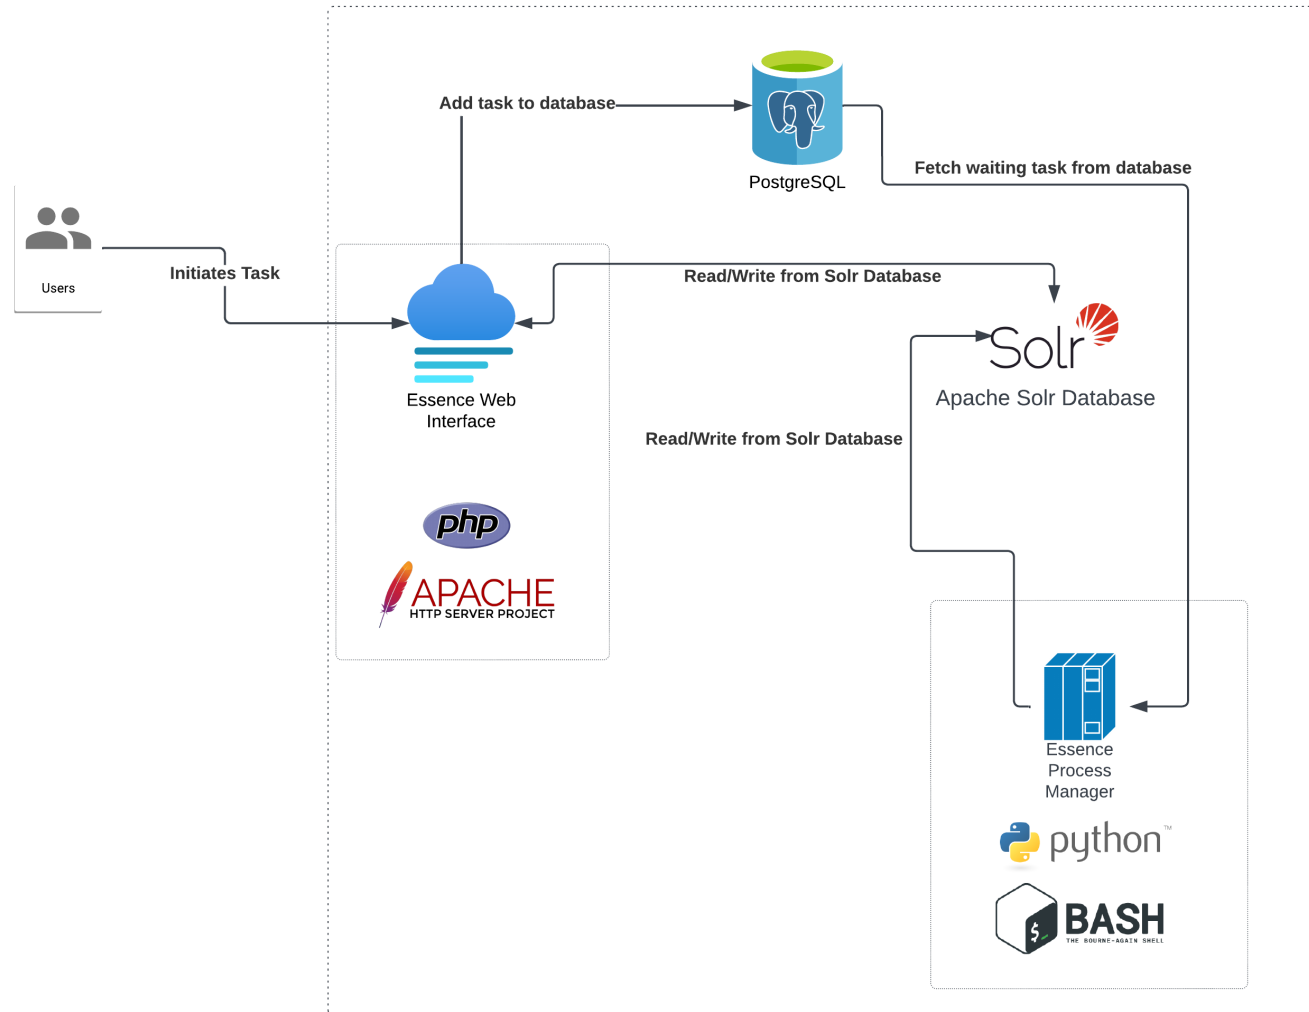 Add task to database
PostgreSQL
Fetch waiting task from database
Users
Initiates Task
Read/Write from Solr Database
Essence Web
Interface
Solr
Apache Solr Database
Read/Write from Solr Database
php
APACHE
HTTP SERVER PROJECT
Essence
Process
Manager
python™
$_
BASH
THE BOURNE-AGAIN SHELL